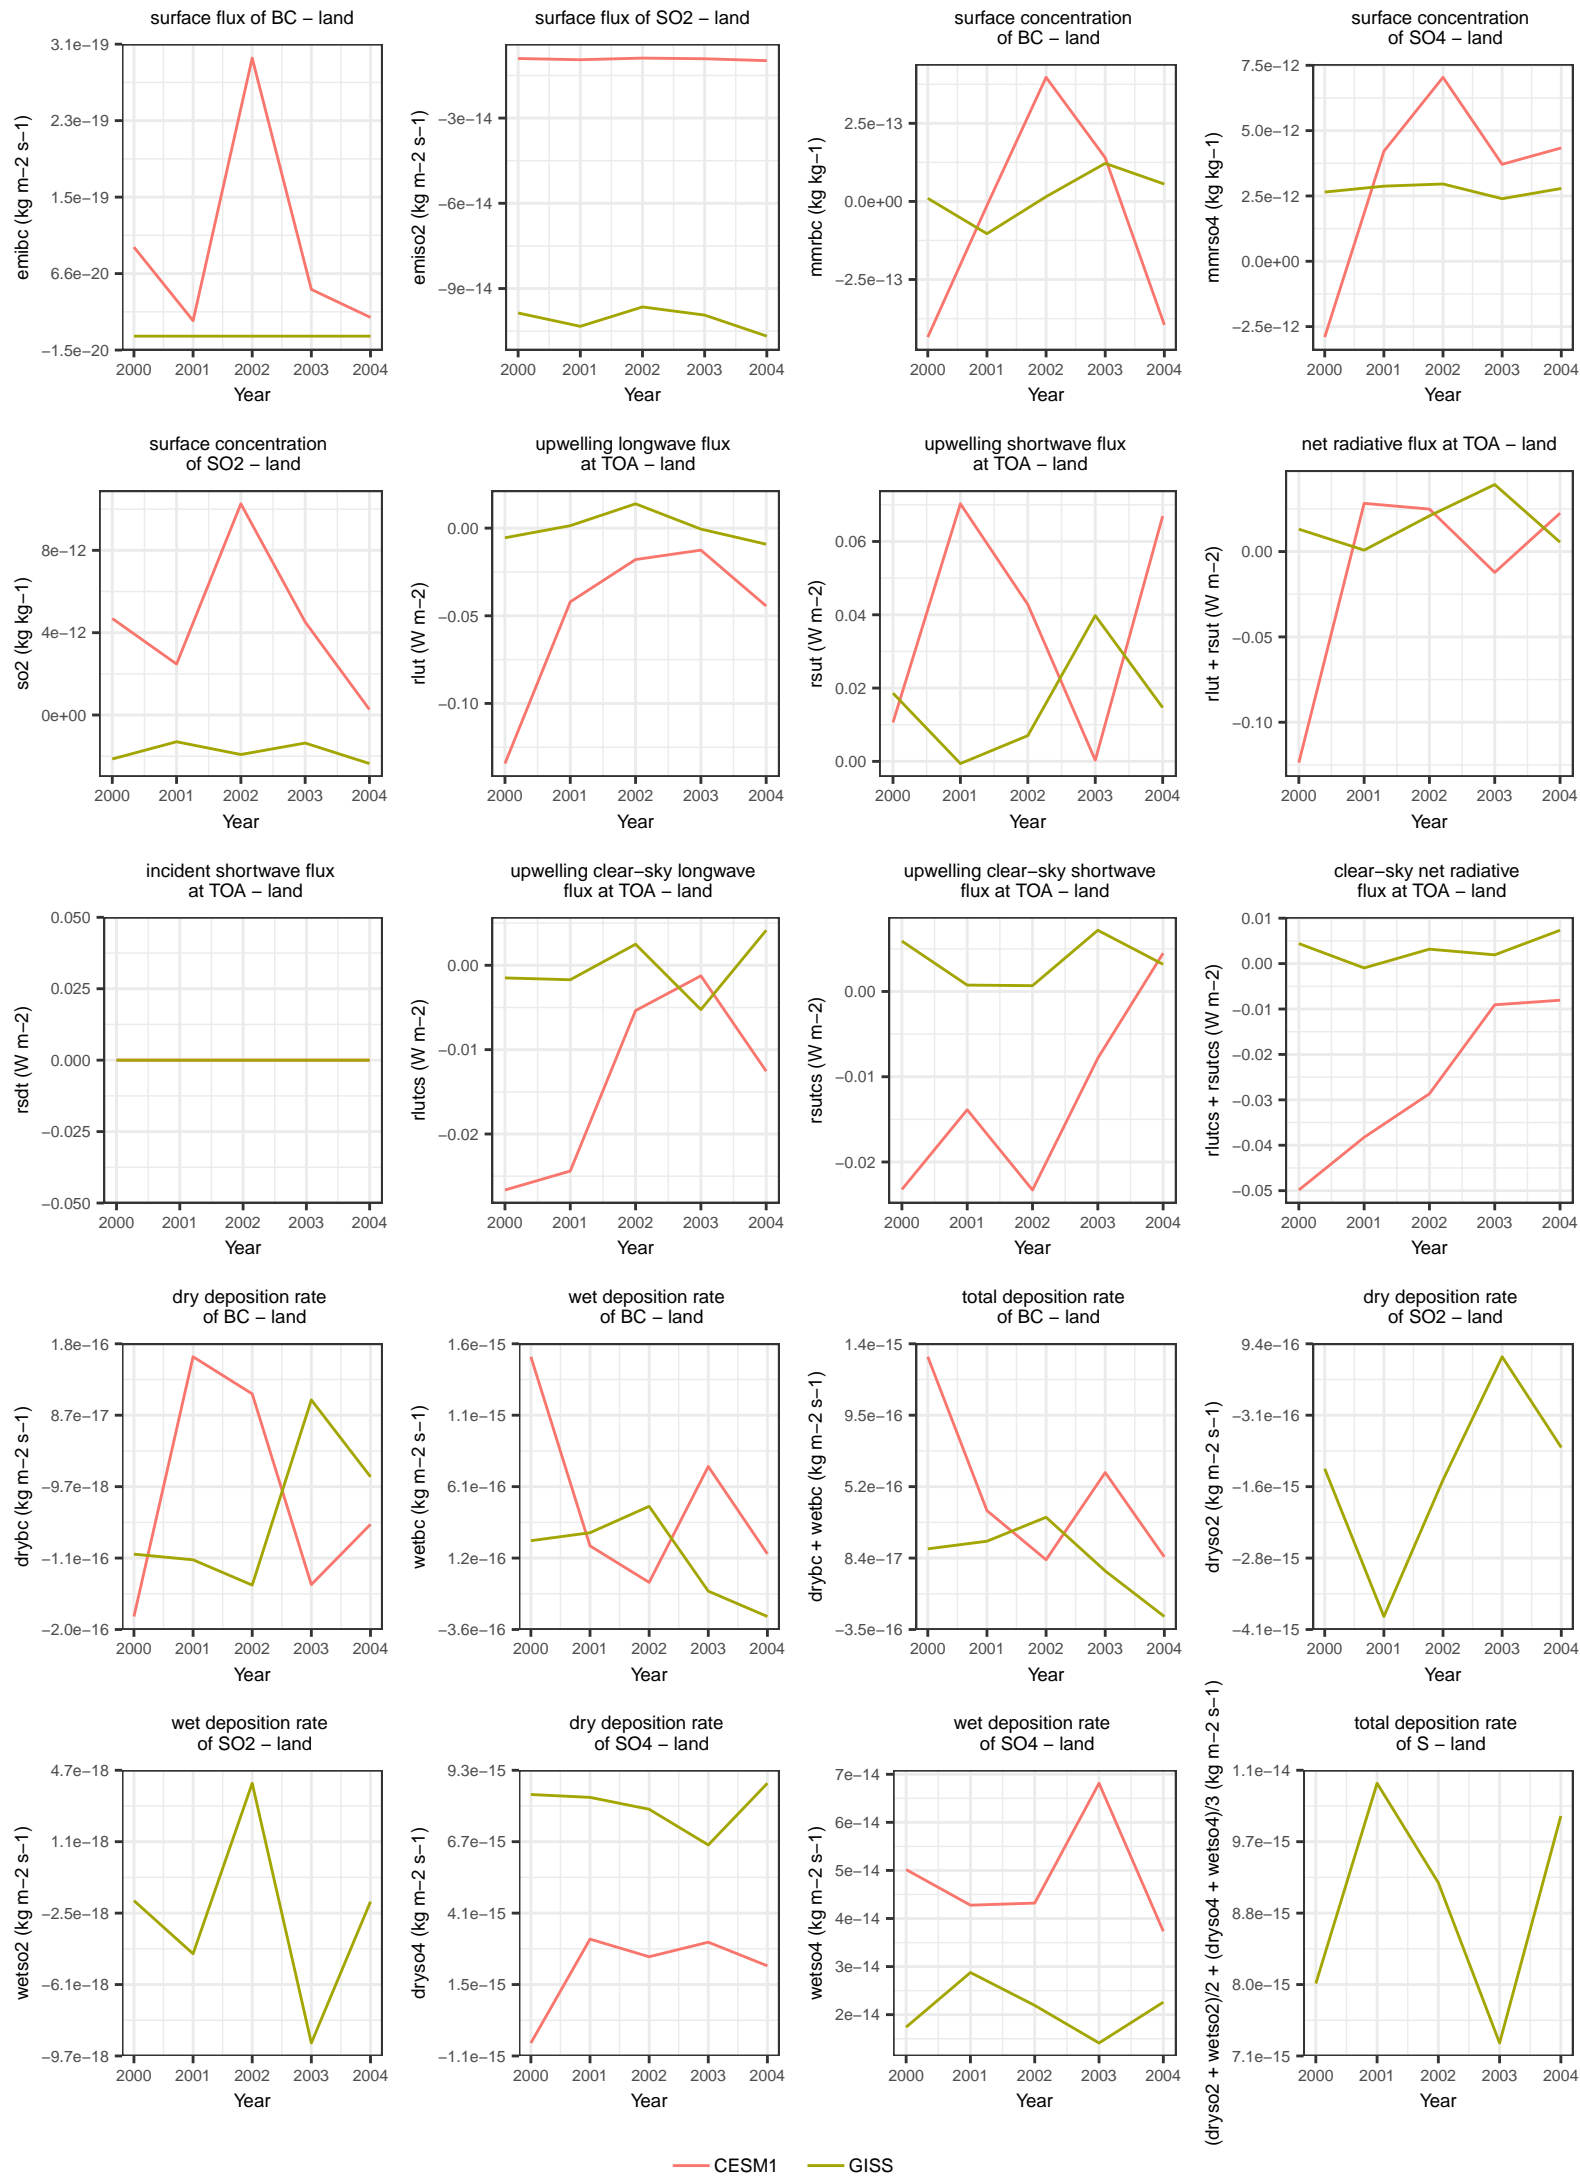 surface flux of BC − land
emibc (kg m−2 s−1)
3.1e−19
2.3e−19
1.5e−19
6.6e−20
−1.5e−20
2000 2001 2002 2003 2004
Year
surface flux of SO2 − land
emiso2 (kg m−2 s−1)
−3e−14
−6e−14
−9e−14
2000 2001 2002 2003 2004
Year
surface concentration
of BC − land
mmrbc (kg kg−1)
2.5e−13
0.0e+00
−2.5e−13
2000 2001 2002 2003 2004
Year
surface concentration
of SO4 − land
mmrso4 (kg kg−1)
7.5e−12
5.0e−12
2.5e−12
0.0e+00
−2.5e−12
2000 2001 2002 2003 2004
Year
surface concentration
of SO2 − land
so2 (kg kg−1)
8e−12
4e−12
0e+00
2000 2001 2002 2003 2004
Year
upwelling longwave flux
at TOA − land
rlut (W m−2)
0.00
−0.05
−0.10
2000 2001 2002 2003 2004
Year
upwelling shortwave flux
at TOA − land
rsut (W m−2)
0.06
0.04
0.02
0.00
2000 2001 2002 2003 2004
Year
net radiative flux at TOA − land
rlut + rsut (W m−2)
0.00
−0.05
−0.10
2000 2001 2002 2003 2004
Year
incident shortwave flux
at TOA − land
rsdt (W m−2)
0.050
0.025
0.000
−0.025
−0.050
2000 2001 2002 2003 2004
Year
upwelling clear−sky longwave
flux at TOA − land
rlutcs (W m−2)
0.00
−0.01
−0.02
2000 2001 2002 2003 2004
Year
upwelling clear−sky shortwave
flux at TOA − land
rsutcs (W m−2)
0.00
−0.01
−0.02
2000 2001 2002 2003 2004
Year
clear−sky net radiative
flux at TOA − land
rlutcs + rsutcs (W m−2)
0.01
0.00
−0.01
−0.02
−0.03
−0.04
−0.05
2000 2001 2002 2003 2004
Year
dry deposition rate
of BC − land
drybc (kg m−2 s−1)
1.8e−16
8.7e−17
−9.7e−18
−1.1e−16
−2.0e−16
2000 2001 2002 2003 2004
Year
wet deposition rate
of BC − land
wetbc (kg m−2 s−1)
1.6e−15
1.1e−15
6.1e−16
1.2e−16
−3.6e−16
2000 2001 2002 2003 2004
Year
total deposition rate
of BC − land
drybc + wetbc (kg m−2 s−1)
1.4e−15
9.5e−16
5.2e−16
8.4e−17
−3.5e−16
2000 2001 2002 2003 2004
Year
dry deposition rate
of SO2 − land
dryso2 (kg m−2 s−1)
9.4e−16
−3.1e−16
−1.6e−15
−2.8e−15
−4.1e−15
2000 2001 2002 2003 2004
Year
wet deposition rate
of SO2 − land
wetso2 (kg m−2 s−1)
4.7e−18
1.1e−18
−2.5e−18
−6.1e−18
−9.7e−18
2000 2001 2002 2003 2004
Year
dry deposition rate
of SO4 − land
dryso4 (kg m−2 s−1)
9.3e−15
6.7e−15
4.1e−15
1.5e−15
−1.1e−15
2000 2001 2002 2003 2004
Year
wet deposition rate
of SO4 − land
wetso4 (kg m−2 s−1)
7e−14
6e−14
5e−14
4e−14
3e−14
2e−14
2000 2001 2002 2003 2004
Year
total deposition rate
of S − land
(dryso2 + wetso2)/2 + (dryso4 + wetso4)/3 (kg m−2 s−1)
1.1e−14
9.7e−15
8.8e−15
8.0e−15
7.1e−15
2000 2001 2002 2003 2004
Year
CESM1 GISS